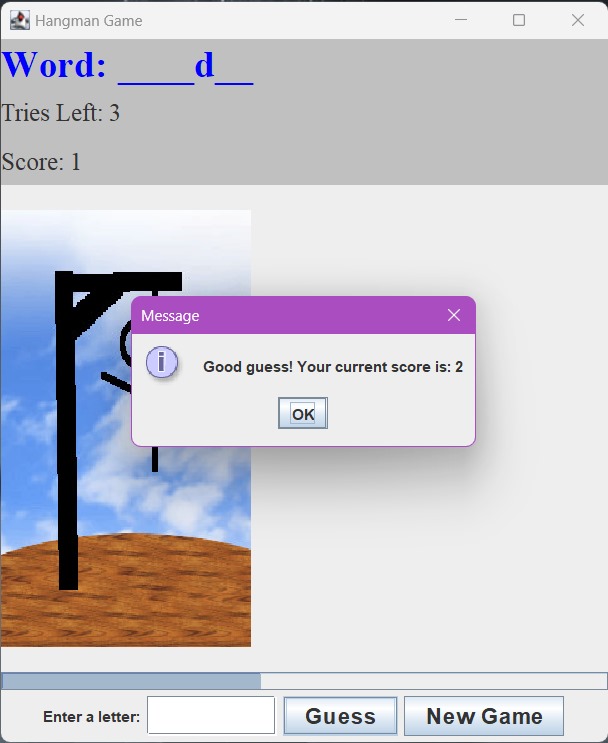 Hangman Game
Word: ____d__
Tries Left: 3
Score: 1
Message
i
Good guess! Your current score is: 2
OK
Enter a letter:
Guess
New Game